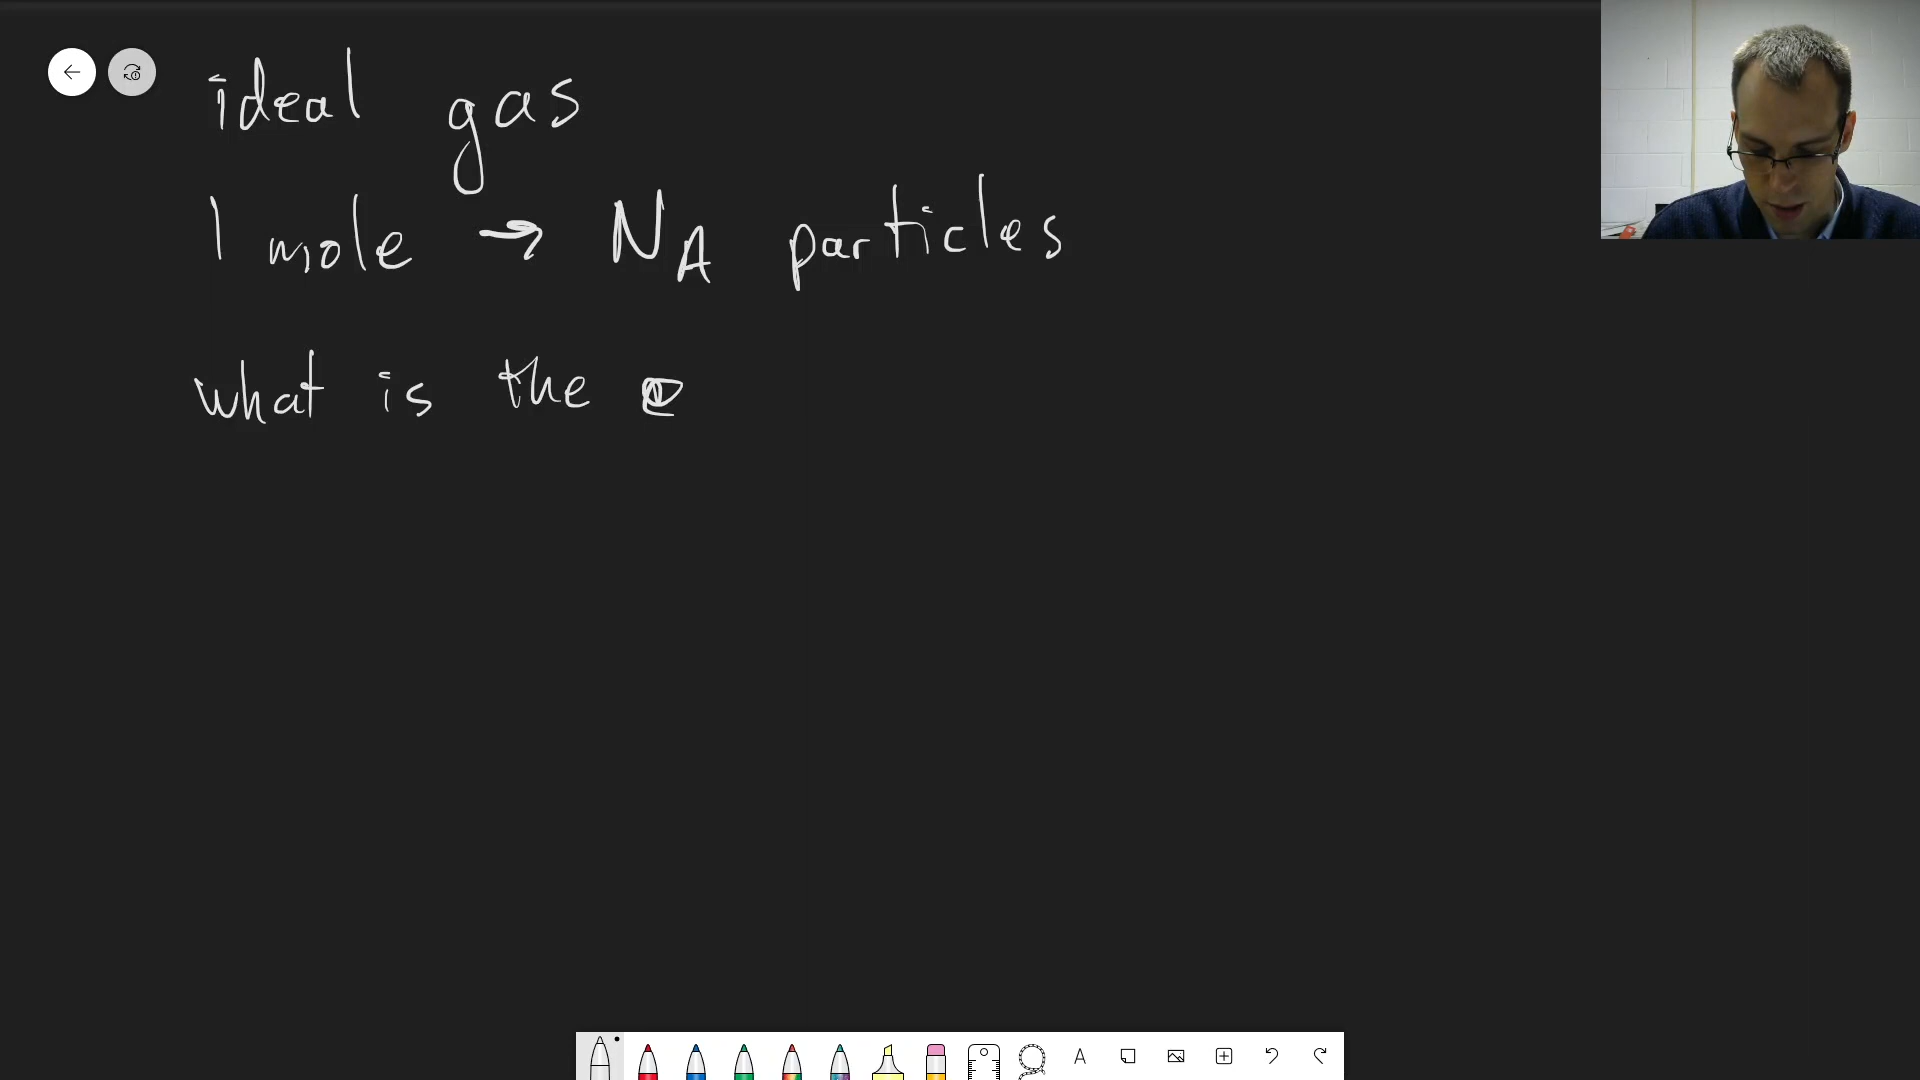 ideal gas
1 mole → N_A particles
what is the